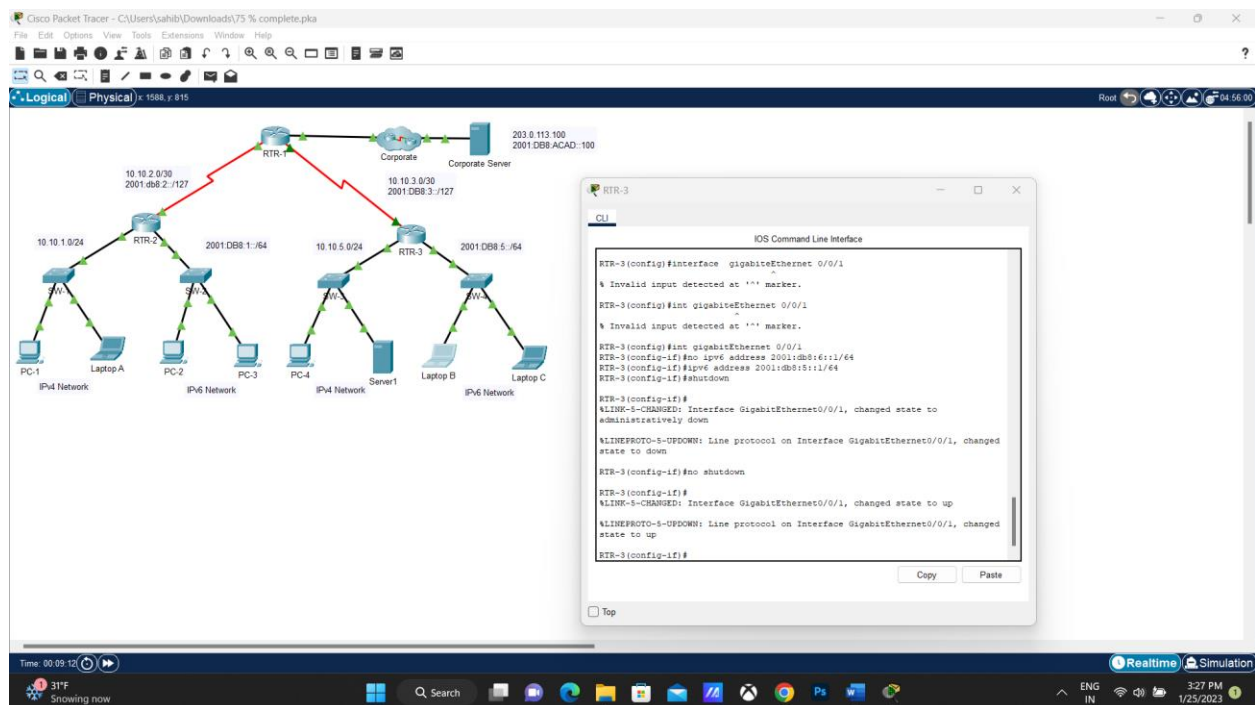 Cisco Packet Tracer - C:\Users\sahib\Downloads\75 % complete.pka
File Edit Options View Tools Extensions Window Help
?
Logical Physical x: 1588, y: 815
Root 04:56:00
203.0.113.100
2001:DB8:ACAD::100
RTR-1
Corporate
Corporate Server
10.10.2.0/30
2001:db8:2::/127
10.10.3.0/30
2001:DB8:3::/127
10.10.1.0/24
RTR-2
2001:DB8:1::/64
10.10.5.0/24
RTR-3
2001:DB8:5::/64
SW-1
SW-2
SW-3
SW-4
PC-1
Laptop A
PC-2
PC-3
PC-4
Server1
Laptop B
Laptop C
IPv4 Network
IPv6 Network
IPv4 Network
IPv6 Network
RTR-3
CLI
IOS Command Line Interface
RTR-3(config)#interface gigabiteEthernet 0/0/1
^
% Invalid input detected at '^' marker.
RTR-3(config)#int gigabiteEthernet 0/0/1
^
% Invalid input detected at '^' marker.
RTR-3(config)#int gigabitEthernet 0/0/1
RTR-3(config-if)#no ipv6 address 2001:db8:6::1/64
RTR-3(config-if)#ipv6 address 2001:db8:5::1/64
RTR-3(config-if)#shutdown
RTR-3(config-if)#
%LINK-5-CHANGED: Interface GigabitEthernet0/0/1, changed state to
administratively down
%LINEPROTO-5-UPDOWN: Line protocol on Interface GigabitEthernet0/0/1, changed
state to down
RTR-3(config-if)#no shutdown
RTR-3(config-if)#
%LINK-5-CHANGED: Interface GigabitEthernet0/0/1, changed state to up
%LINEPROTO-5-UPDOWN: Line protocol on Interface GigabitEthernet0/0/1, changed
state to up
RTR-3(config-if)#
Copy Paste
Top
Time: 00:09:12
Realtime Simulation
1
31°F
Snowing now
Search
Ps
ENG
IN
3:27 PM
1/25/2023
1